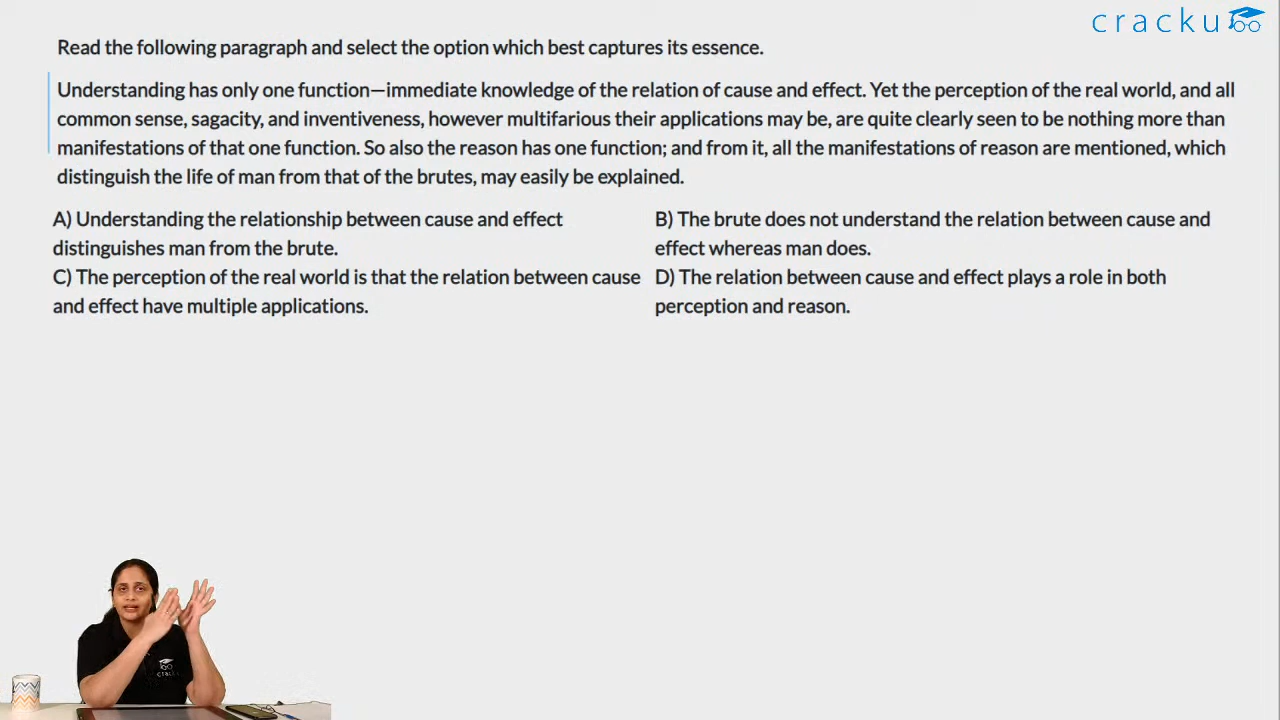 cracku
Read the following paragraph and select the option which best captures its essence.
Understanding has only one function—immediate knowledge of the relation of cause and effect. Yet the perception of the real world, and all
common sense, sagacity, and inventiveness, however multifarious their applications may be, are quite clearly seen to be nothing more than
manifestations of that one function. So also the reason has one function; and from it, all the manifestations of reason are mentioned, which
distinguish the life of man from that of the brutes, may easily be explained.
A) Understanding the relationship between cause and effect
distinguishes man from the brute.
B) The brute does not understand the relation between cause and
effect whereas man does.
C) The perception of the real world is that the relation between cause
and effect have multiple applications.
D) The relation between cause and effect plays a role in both
perception and reason.